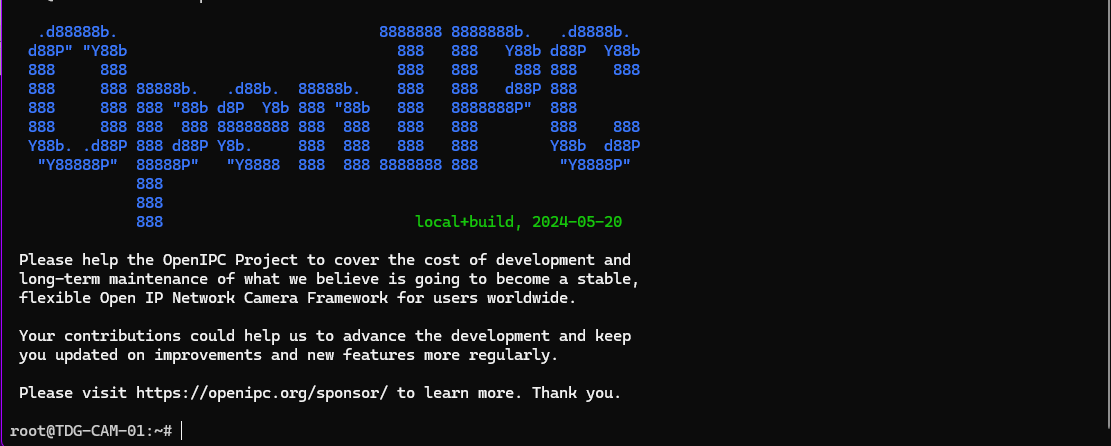 .d88888b.                             8888888 8888888b.   .d8888b.
 d88P" "Y88b                              888   888   Y88b d88P  Y88b
 888     888                              888   888    888 888    888
 888     888 88888b.   .d88b.  88888b.    888   888   d88P 888
 888     888 888 "88b d8P  Y8b 888 "88b   888   8888888P"  888
 888     888 888  888 88888888 888  888   888   888        888    888
 Y88b. .d88P 888 d88P Y8b.     888  888   888   888        Y88b  d88P
  "Y88888P"  88888P"   "Y8888  888  888 8888888 888         "Y8888P"
             888
             888
             888                            local+build, 2024-05-20
Please help the OpenIPC Project to cover the cost of development and
long-term maintenance of what we believe is going to become a stable,
flexible Open IP Network Camera Framework for users worldwide.
Your contributions could help us to advance the development and keep
you updated on improvements and new features more regularly.
Please visit https://openipc.org/sponsor/ to learn more. Thank you.
root@TDG-CAM-01:~#